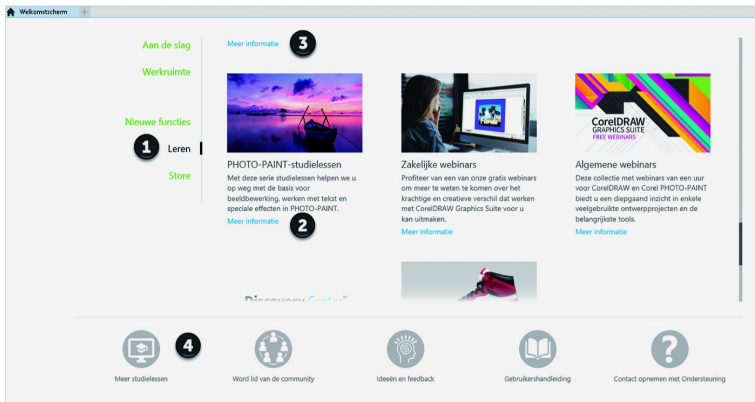 Welkomstscherm
Aan de slag
Werkruimte
Nieuwe functies
1
Leren
Store
Meer informatie
3
PHOTO-PAINT-studielessen
Met deze serie studielessen helpen we u
op weg met de basis voor
beeldbewerking, werken met tekst en
speciale effecten in PHOTO-PAINT.
Meer informatie
2
Zakelijke webinars
Profiteer van een van onze gratis webinars
om meer te weten te komen over het
krachtige en creatieve verschil dat werken
met CorelDRAW Graphics Suite voor u
kan uitmaken.
Meer informatie
CorelDRAW
GRAPHICS SUITE
FREE WEBINARS
Algemene webinars
Deze collectie met webinars van een uur
voor CorelDRAW en Corel PHOTO-PAINT
biedt u een diepgaand inzicht in enkele
veelgebruikte ontwerpprojecten en de
belangrijkste tools.
Meer informatie
Discovery Center™
4
Meer studielessen
Word lid van de community
Ideeën en feedback
Gebruikershandleiding
?
Contact opnemen met Ondersteuning